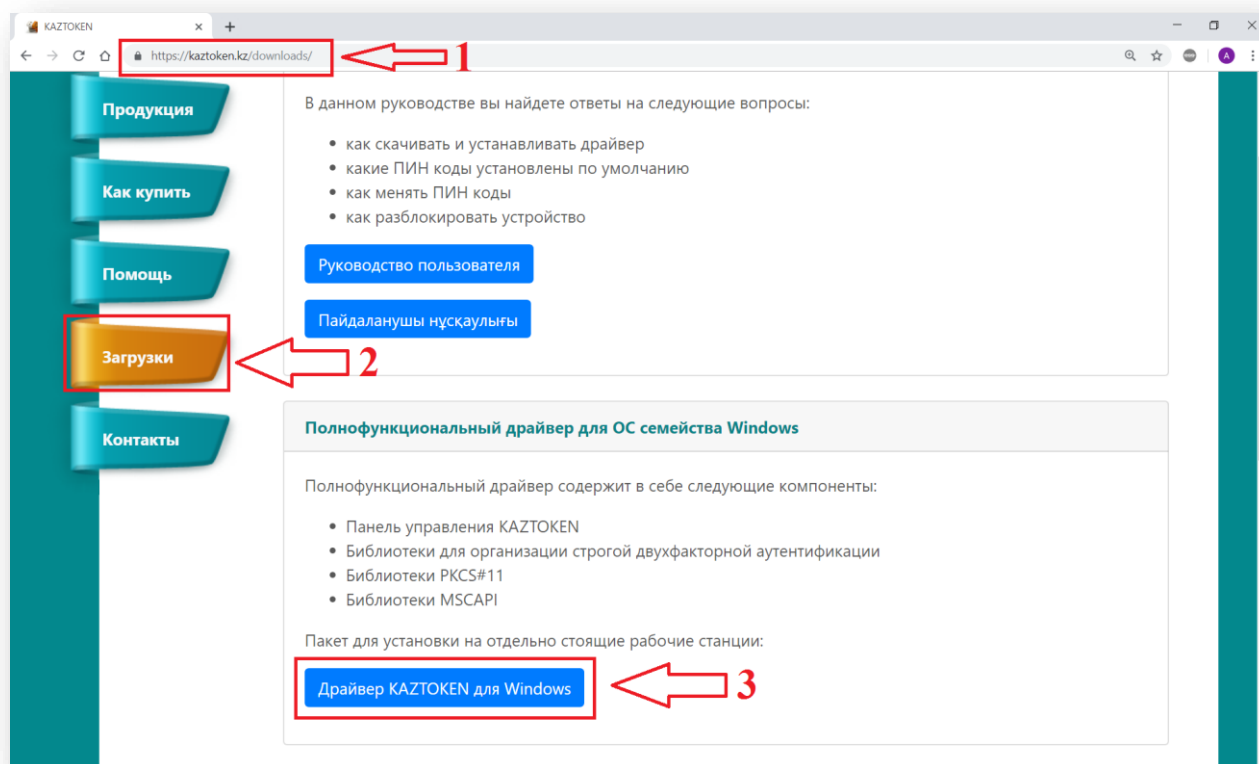 KAZTOKEN
https://kaztoken.kz/downloads/
1
A
Продукция
Как купить
Помощь
Загрузки
2
Контакты
В данном руководстве вы найдете ответы на следующие вопросы:
• как скачивать и устанавливать драйвер
• какие ПИН коды установлены по умолчанию
• как менять ПИН коды
• как разблокировать устройство
Руководство пользователя
Пайдаланушы нұсқаулығы
Полнофункциональный драйвер для ОС семейства Windows
Полнофункциональный драйвер содержит в себе следующие компоненты:
• Панель управления KAZTOKEN
• Библиотеки для организации строгой двухфакторной аутентификации
• Библиотеки PKCS#11
• Библиотеки MSCAPI
Пакет для установки на отдельно стоящие рабочие станции:
Драйвер KAZTOKEN для Windows
3